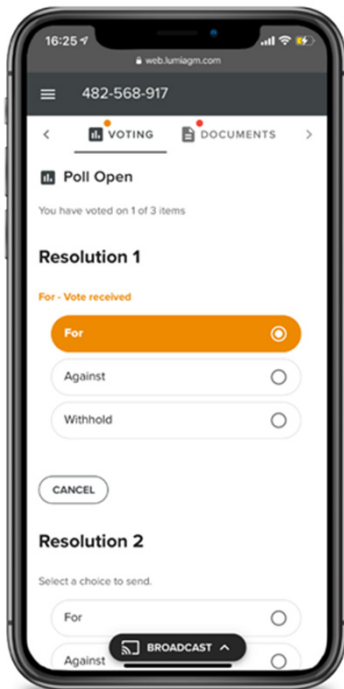 16:25
web.lumiagm.com
482-568-917
VOTING
DOCUMENTS
Poll Open
You have voted on 1 of 3 items
Resolution 1
For - Vote received
For
Against
Withhold
CANCEL
Resolution 2
Select a choice to send.
For
BROADCAST
Against